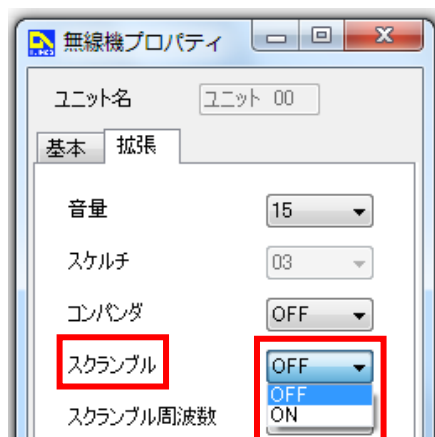 無線機プロパティ
ユニット名 ユニット 00
基本 拡張
音量 15
スケルチ 03
コンパンダ OFF
スクランブル OFF
OFF
スクランブル周波数 ON